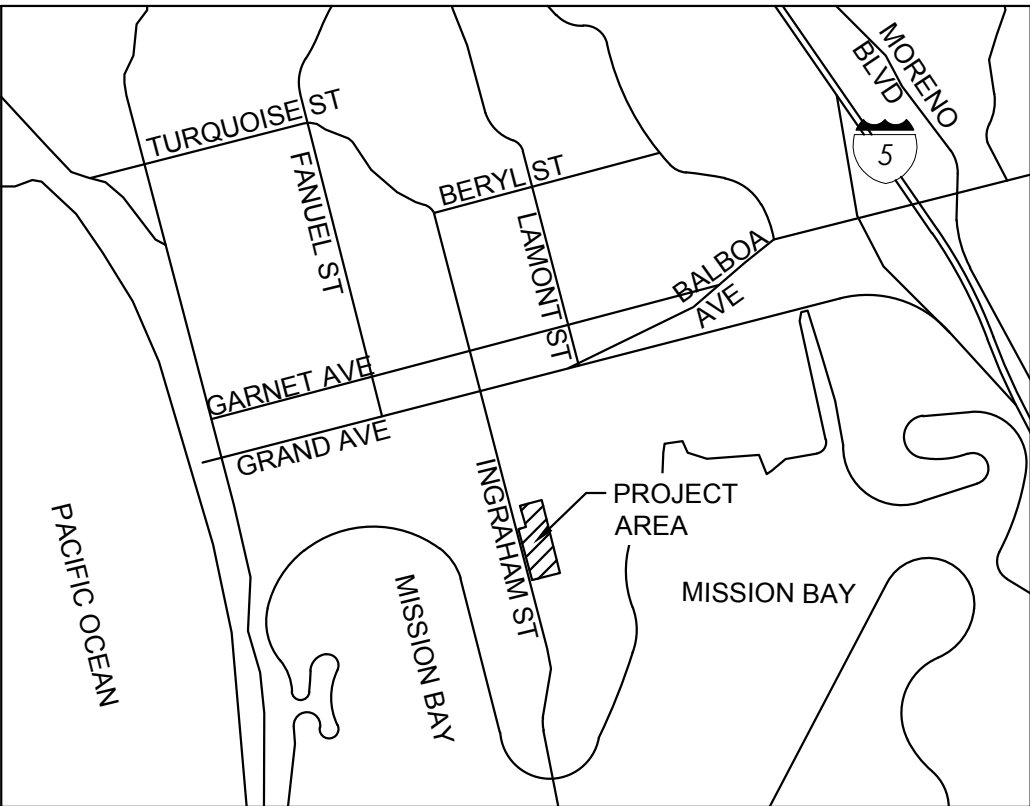 MORENO
BLVD
5
TURQUOISE ST
FANUEL ST
BERYL ST
LAMONT ST
BALBOA
AVE
GARNET AVE
GRAND AVE
INGRAHAM ST
PROJECT
AREA
PACIFIC OCEAN
MISSION BAY
MISSION BAY